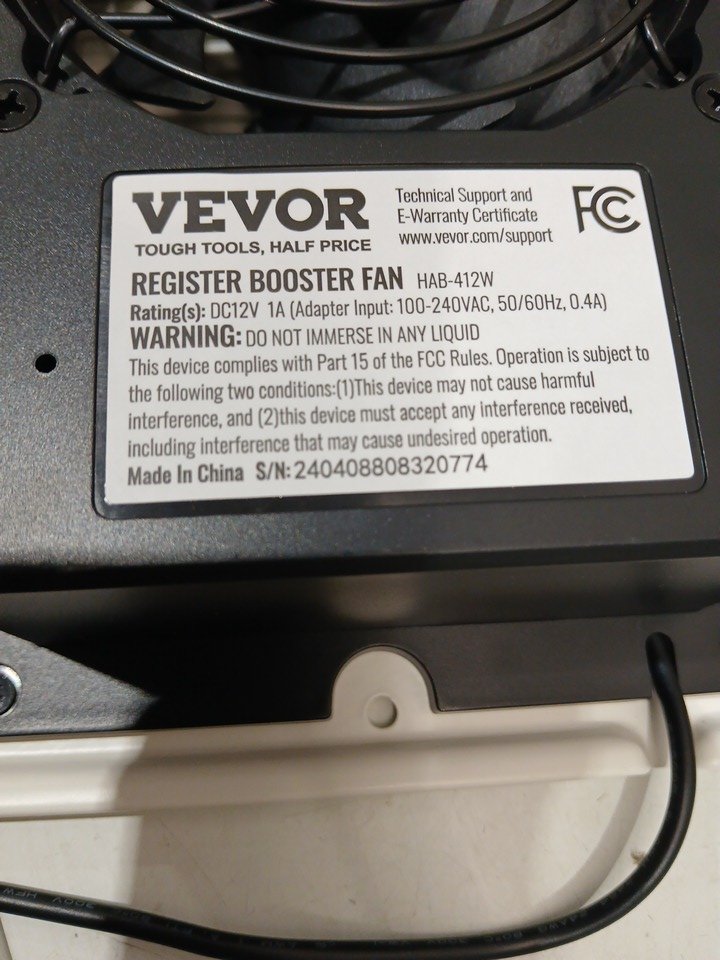 VEVOR
TOUGH TOOLS, HALF PRICE
Technical Support and
E-Warranty Certificate
www.vevor.com/support
FC
REGISTER BOOSTER FAN HAB-412W
Rating(s): DC12V 1A (Adapter Input: 100-240VAC, 50/60Hz, 0.4A)
WARNING: DO NOT IMMERSE IN ANY LIQUID
This device complies with Part 15 of the FCC Rules. Operation is subject to
the following two conditions:(1)This device may not cause harmful
interference, and (2)this device must accept any interference received,
including interference that may cause undesired operation.
Made In China S/N: 240408808320774